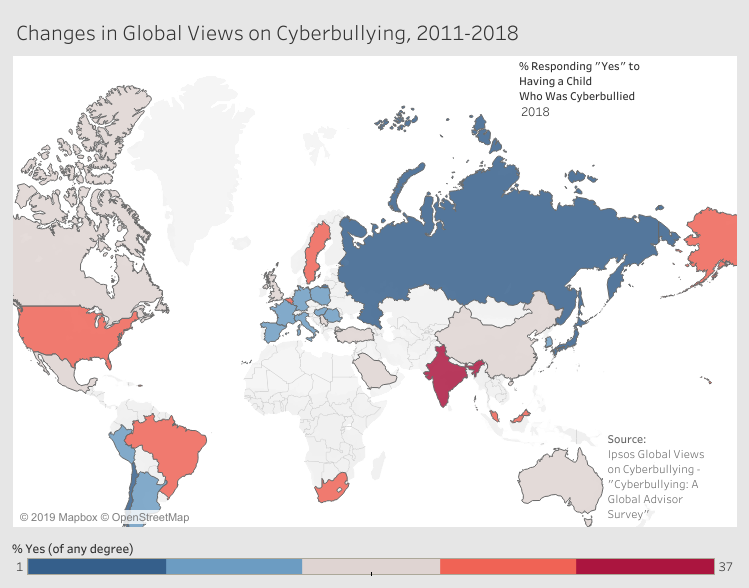 Changes in Global Views on Cyberbullying, 2011-2018
% Responding "Yes" to
Having a Child
Who Was Cyberbullied
2018
Source:
Ipsos Global Views
on Cyberbullying -
"Cyberbullying: A
Global Advisor
Survey"
© 2019 Mapbox © OpenStreetMap
% Yes (of any degree)
1
37